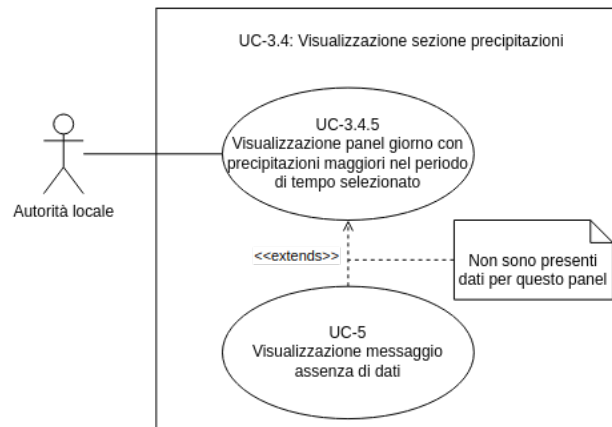 UC-3.4: Visualizzazione sezione precipitazioni
UC-3.4.5
Visualizzazione panel giorno con
precipitazioni maggiori nel periodo
di tempo selezionato
Autorità locale
<<extends>>
Non sono presenti
dati per questo panel
UC-5
Visualizzazione messaggio
assenza di dati